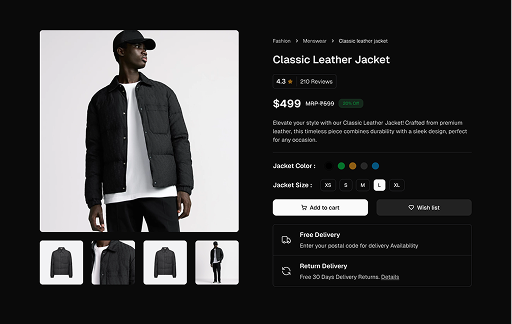 Fashion > Menswear > Classic leather jacket
Classic Leather Jacket
4.3 ★ 210 Reviews
$499 MRP ₹599 20% Off
Elevate your style with our Classic Leather Jacket! Crafted from premium
leather, this timeless piece combines durability with a sleek design, perfect
for any occasion.
Jacket Color :
Jacket Size : XS S M L XL
Add to cart Wish list
Free Delivery
Enter your postal code for delivery Availability
Return Delivery
Free 30 Days Delivery Returns. Details